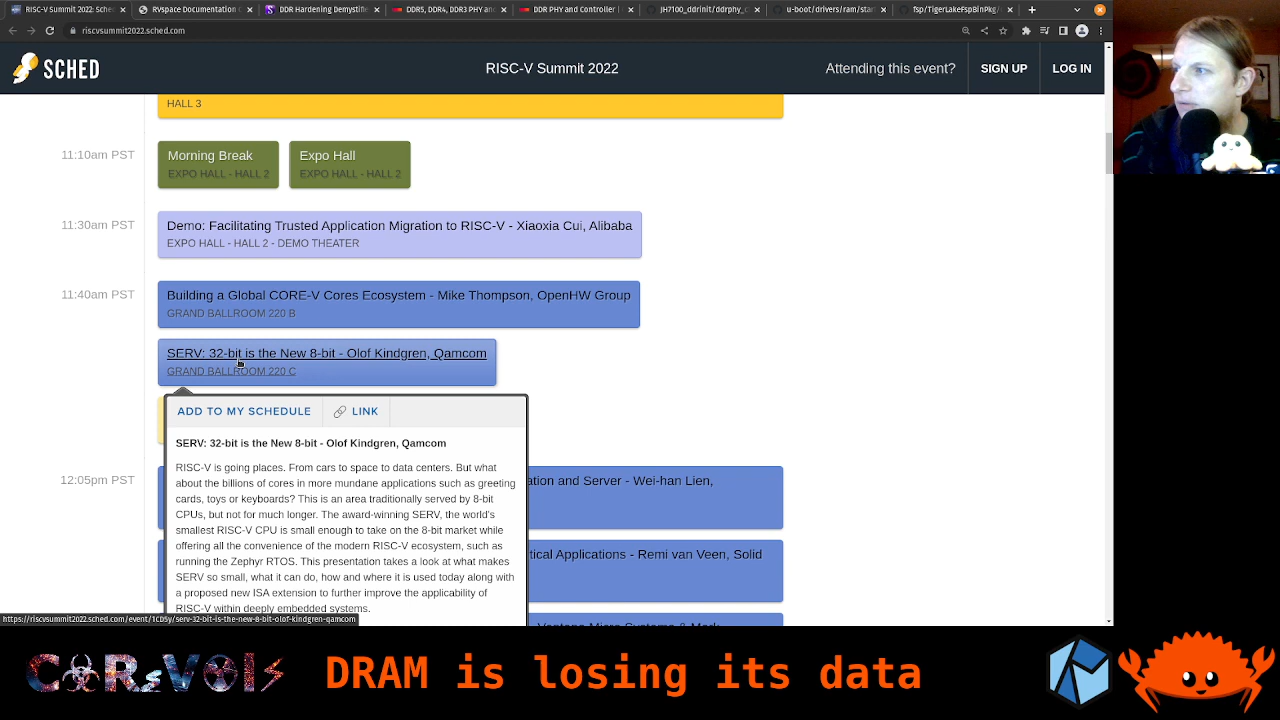 RISC-V Summit 2022: Sche
RVspace Documentation C
DDR Hardening Demystifie
DDR5, DDR4, DDR3 PHY and
DDR PHY and Controller |
JH7100_ddrinit/ddrphy_c
u-boot/drivers/ram/star
fsp/TigerLakeFspBinPkg/
riscvsummit2022.sched.com
SCHED
RISC-V Summit 2022
Attending this event?
SIGN UP
LOG IN
HALL 3
11:10am PST
Morning Break
EXPO HALL - HALL 2
Expo Hall
EXPO HALL - HALL 2
11:30am PST
Demo: Facilitating Trusted Application Migration to RISC-V - Xiaoxia Cui, Alibaba
EXPO HALL - HALL 2 - DEMO THEATER
11:40am PST
Building a Global CORE-V Cores Ecosystem - Mike Thompson, OpenHW Group
GRAND BALLROOM 220 B
SERV: 32-bit is the New 8-bit - Olof Kindgren, Qamcom
GRAND BALLROOM 220 C
ADD TO MY SCHEDULE
LINK
SERV: 32-bit is the New 8-bit - Olof Kindgren, Qamcom
RISC-V is going places. From cars to space to data centers. But what
about the billions of cores in more mundane applications such as greeting
cards, toys or keyboards? This is an area traditionally served by 8-bit
CPUs, but not for much longer. The award-winning SERV, the world's
smallest RISC-V CPU is small enough to take on the 8-bit market while
offering all the convenience of the modern RISC-V ecosystem, such as
running the Zephyr RTOS. This presentation takes a look at what makes
SERV so small, what it can do, how and where it is used today along with
a proposed new ISA extension to further improve the applicability of
RISC-V within deeply embedded systems.
12:05pm PST
ation and Server - Wei-han Lien,
tical Applications - Remi van Veen, Solid
https://riscvsummit2022.sched.com/event/1CD5y/serv-32-bit-is-the-new-8-bit-olof-kindgren-qamcom
DRAM is losing its data